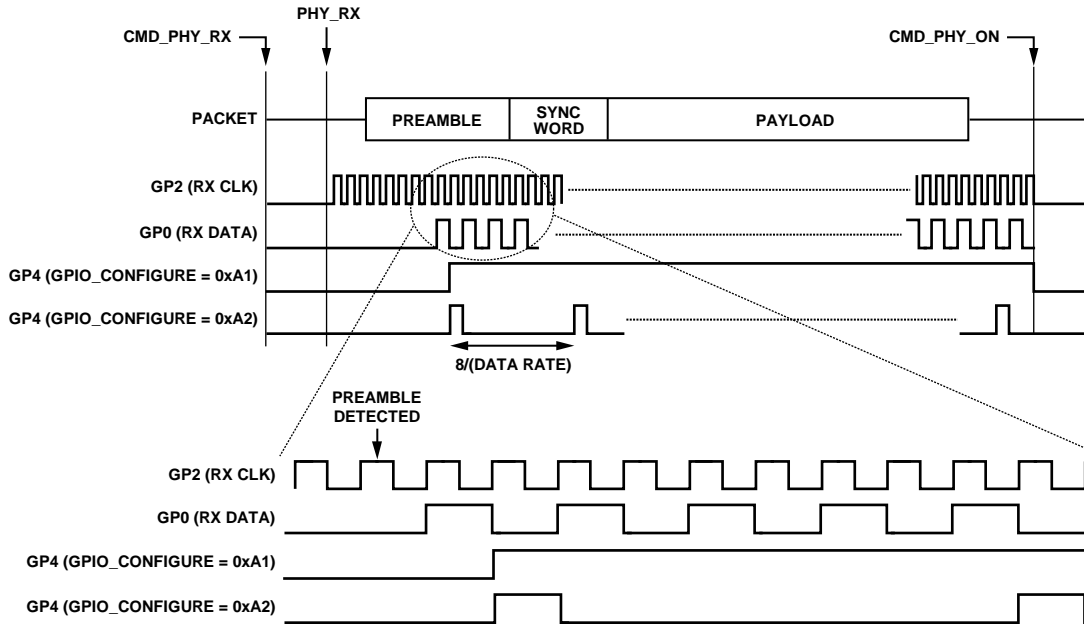 PHY_RX
CMD_PHY_RX
CMD_PHY_ON
PACKET
PREAMBLE
SYNC
WORD
PAYLOAD
GP2 (RX CLK)
GP0 (RX DATA)
GP4 (GPIO_CONFIGURE = 0xA1)
GP4 (GPIO_CONFIGURE = 0xA2)
8/(DATA RATE)
PREAMBLE
DETECTED
GP2 (RX CLK)
GP0 (RX DATA)
GP4 (GPIO_CONFIGURE = 0xA1)
GP4 (GPIO_CONFIGURE = 0xA2)